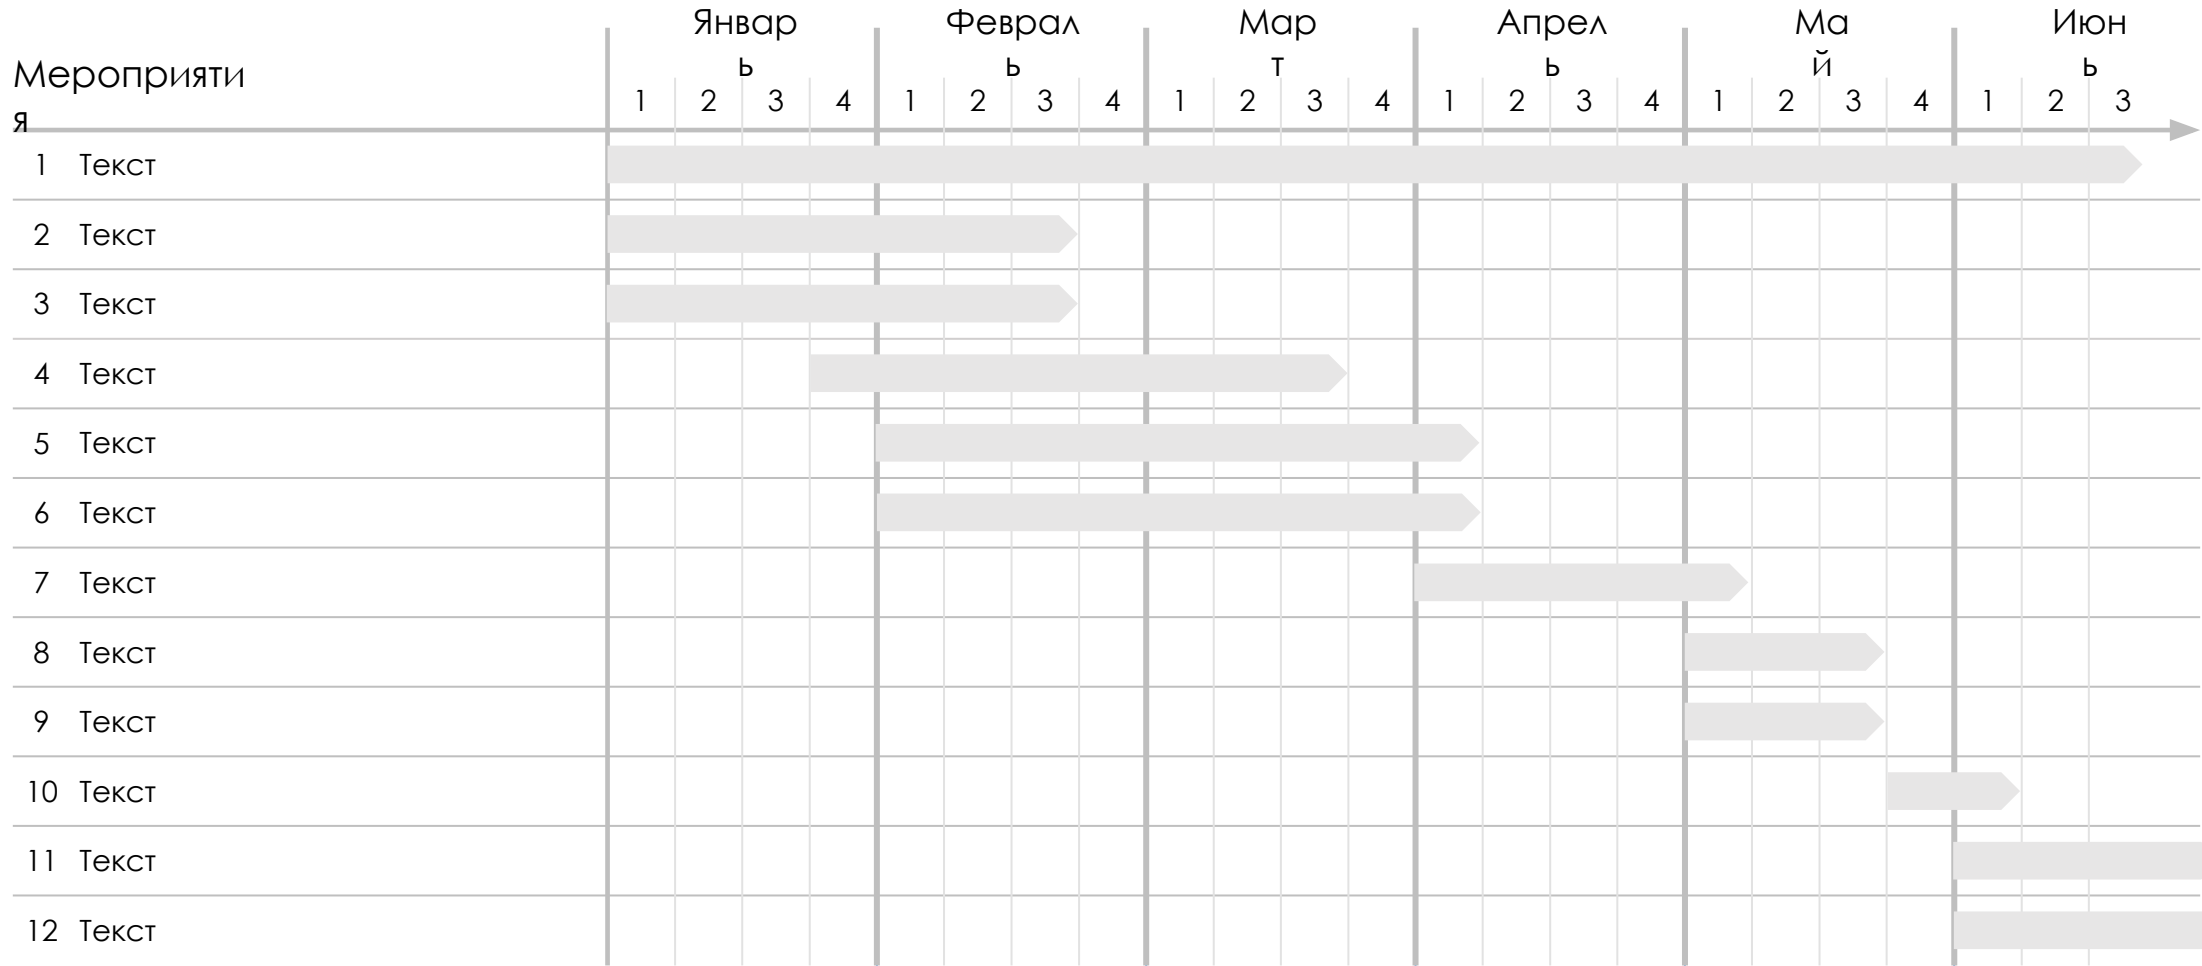 Январ
ь
Феврал
ь
Мар
т
Апрел
ь
Ма
й
Июн
ь
Мероприяти
я
1 2 3 4 1 2 3 4 1 2 3 4 1 2 3 4 1 2 3 4 1 2 3
1 Текст
2 Текст
3 Текст
4 Текст
5 Текст
6 Текст
7 Текст
8 Текст
9 Текст
10 Текст
11 Текст
12 Текст